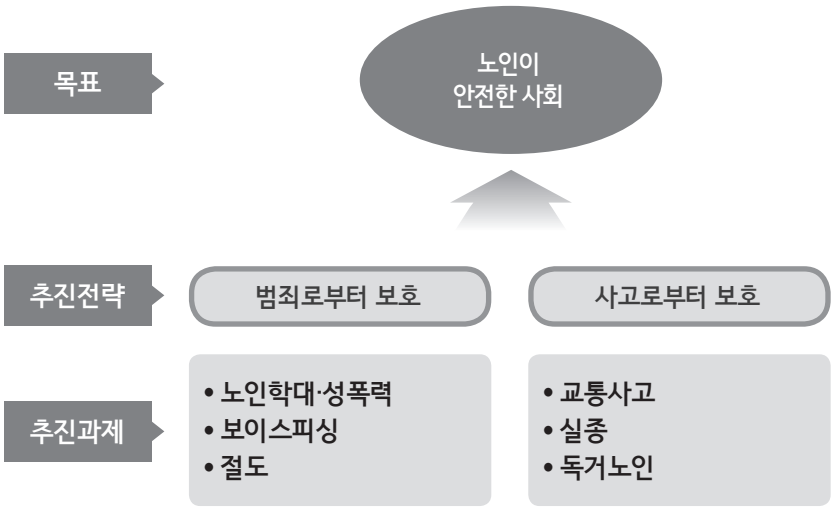 목표
노인이
안전한 사회
추진전략
범죄로부터 보호
사고로부터 보호
추진과제
• 노인학대·성폭력
• 보이스피싱
• 절도
• 교통사고
• 실종
• 독거노인